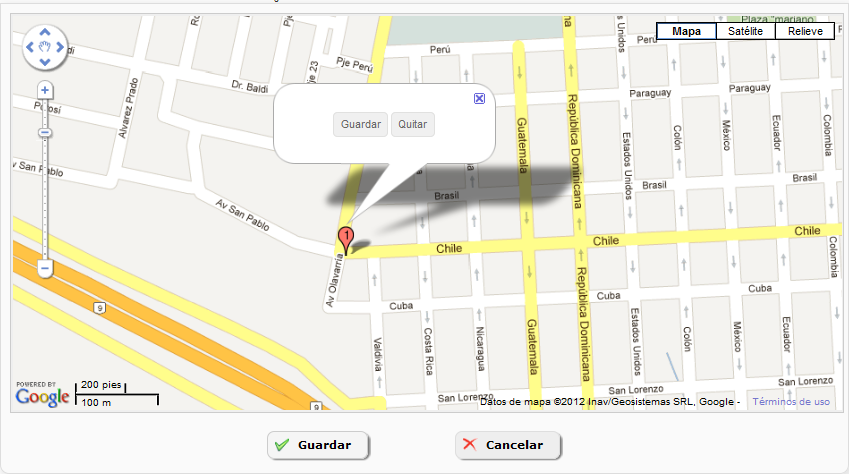 Mapa
Satélite
Relieve
Plaza "mariano
Perú
Perú
Pje Perú
Pje 23
Dr. Baldi
Alvarez Prado
Potosí
Av San Pablo
Av San Pablo
Guardar
Quitar
Paraguay
Paraguay
Guatemala
República Dominicana
Estados Unidos
Colón
México
Ecuador
Colombia
Brasil
Brasil
Brasil
1
Chile
Chile
Chile
Av Olavarría
Cuba
Cuba
Cuba
9
9
Valdivia
Costa Rica
Nicaragua
Guatemala
República Dominicana
Estados Unidos
Colón
México
Ecuador
Colombia
San Lorenzo
San Lorenzo
San Lorenzo
POWERED BY
Google
200 pies
100 m
Datos de mapa ©2012 Inav/Geosistemas SRL, Google -
Términos de uso
Guardar
Cancelar